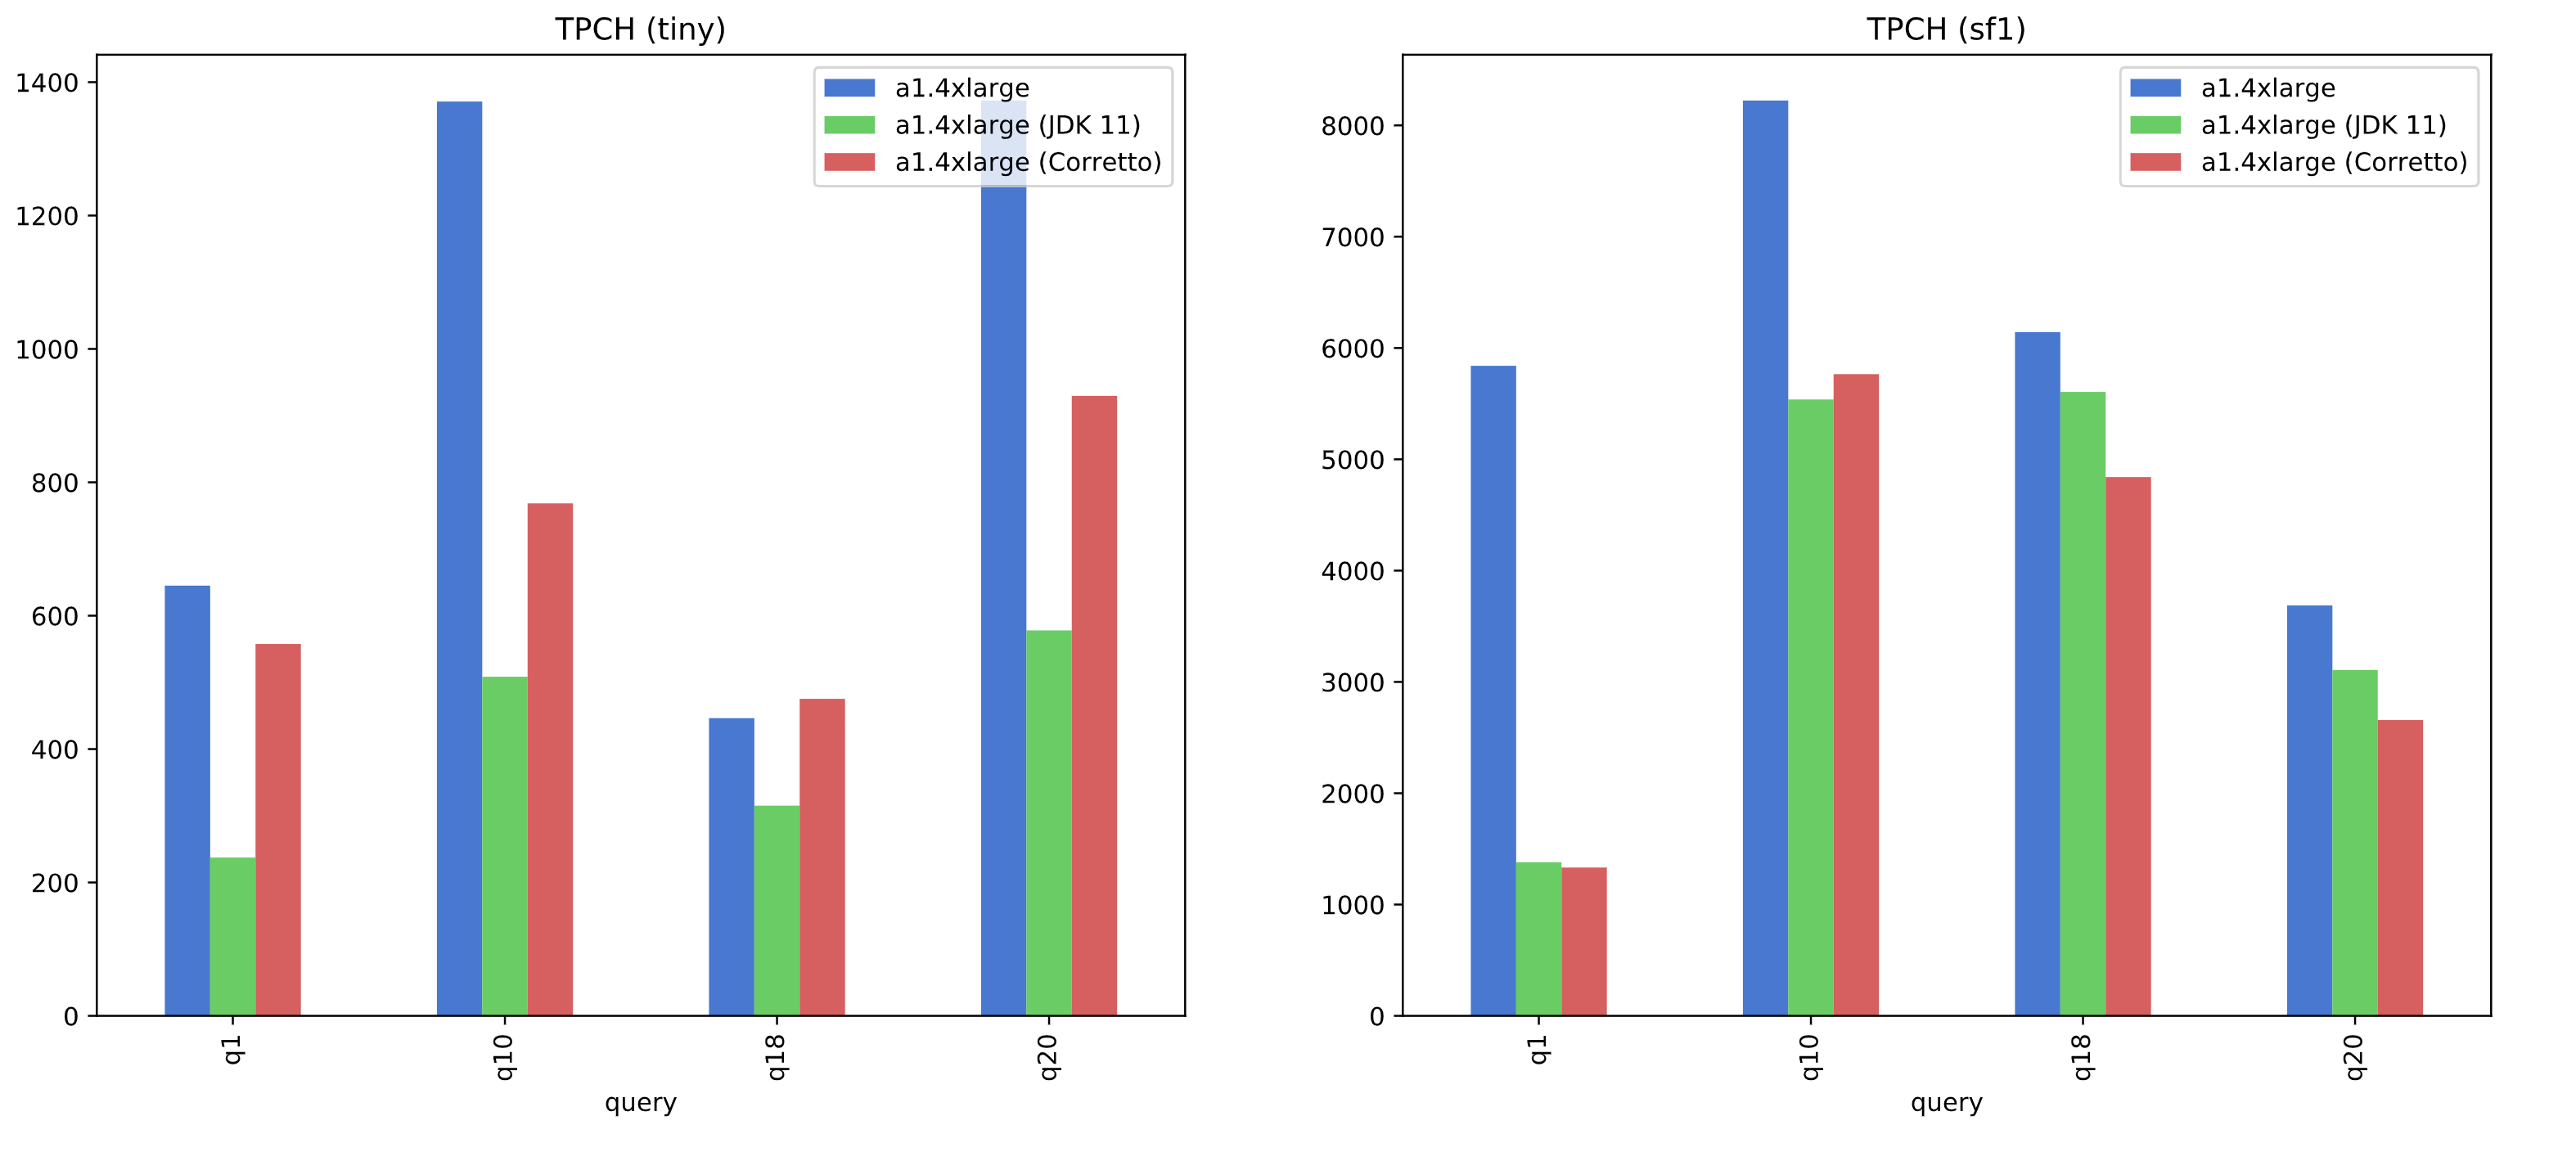 TPCH (tiny)
1400
1200
1000
800
600
400
200
0
a1.4xlarge
a1.4xlarge (JDK 11)
a1.4xlarge (Corretto)
q1
q10
q18
q20
query
TPCH (sf1)
8000
7000
6000
5000
4000
3000
2000
1000
0
a1.4xlarge
a1.4xlarge (JDK 11)
a1.4xlarge (Corretto)
q1
q10
q18
q20
query